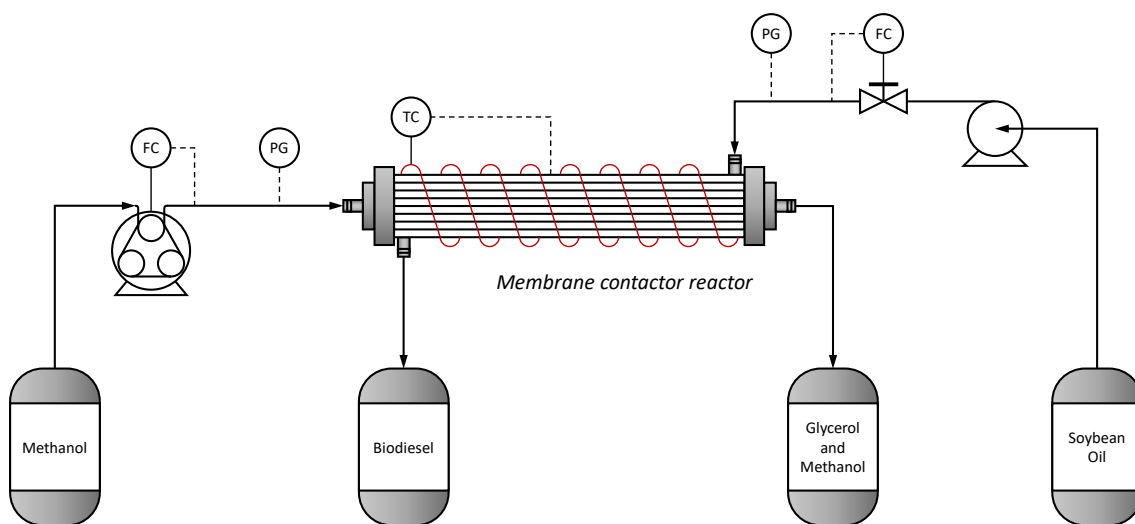 PG
FC
TC
FC
PG
Membrane contactor reactor
Methanol
Biodiesel
Glycerol
and
Methanol
Soybean
Oil